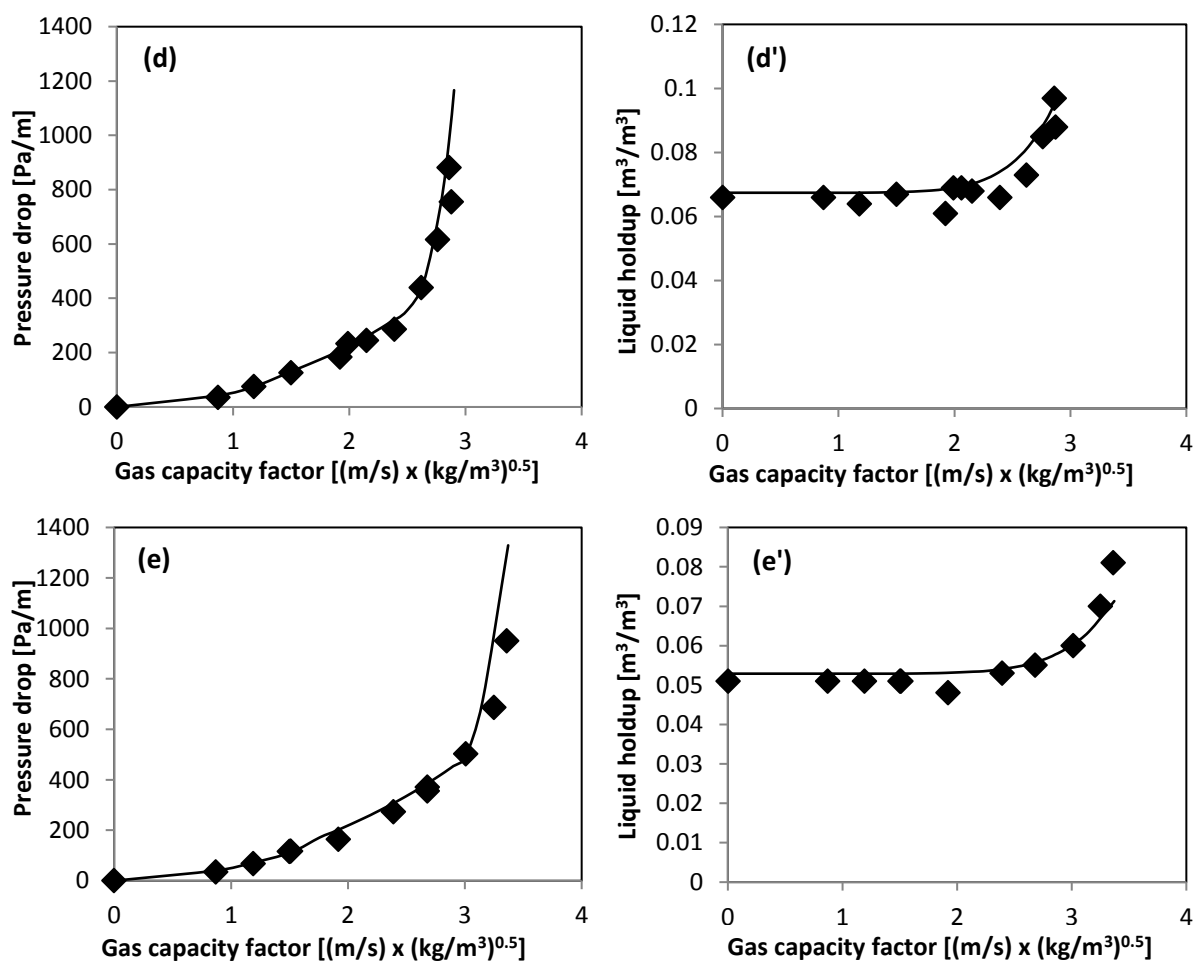 (d)
Pressure drop [Pa/m]
1400
1200
1000
800
600
400
200
0
0 1 2 3 4
Gas capacity factor [(m/s) x (kg/m³)⁰·⁵]
(d')
Liquid holdup [m³/m³]
0.12
0.1
0.08
0.06
0.04
0.02
0
0 1 2 3 4
Gas capacity factor [(m/s) x (kg/m³)⁰·⁵]
(e)
Pressure drop [Pa/m]
1400
1200
1000
800
600
400
200
0
0 1 2 3 4
Gas capacity factor [(m/s) x (kg/m³)⁰·⁵]
(e')
Liquid holdup [m³/m³]
0.09
0.08
0.07
0.06
0.05
0.04
0.03
0.02
0.01
0
0 1 2 3 4
Gas capacity factor [(m/s) x (kg/m³)⁰·⁵]